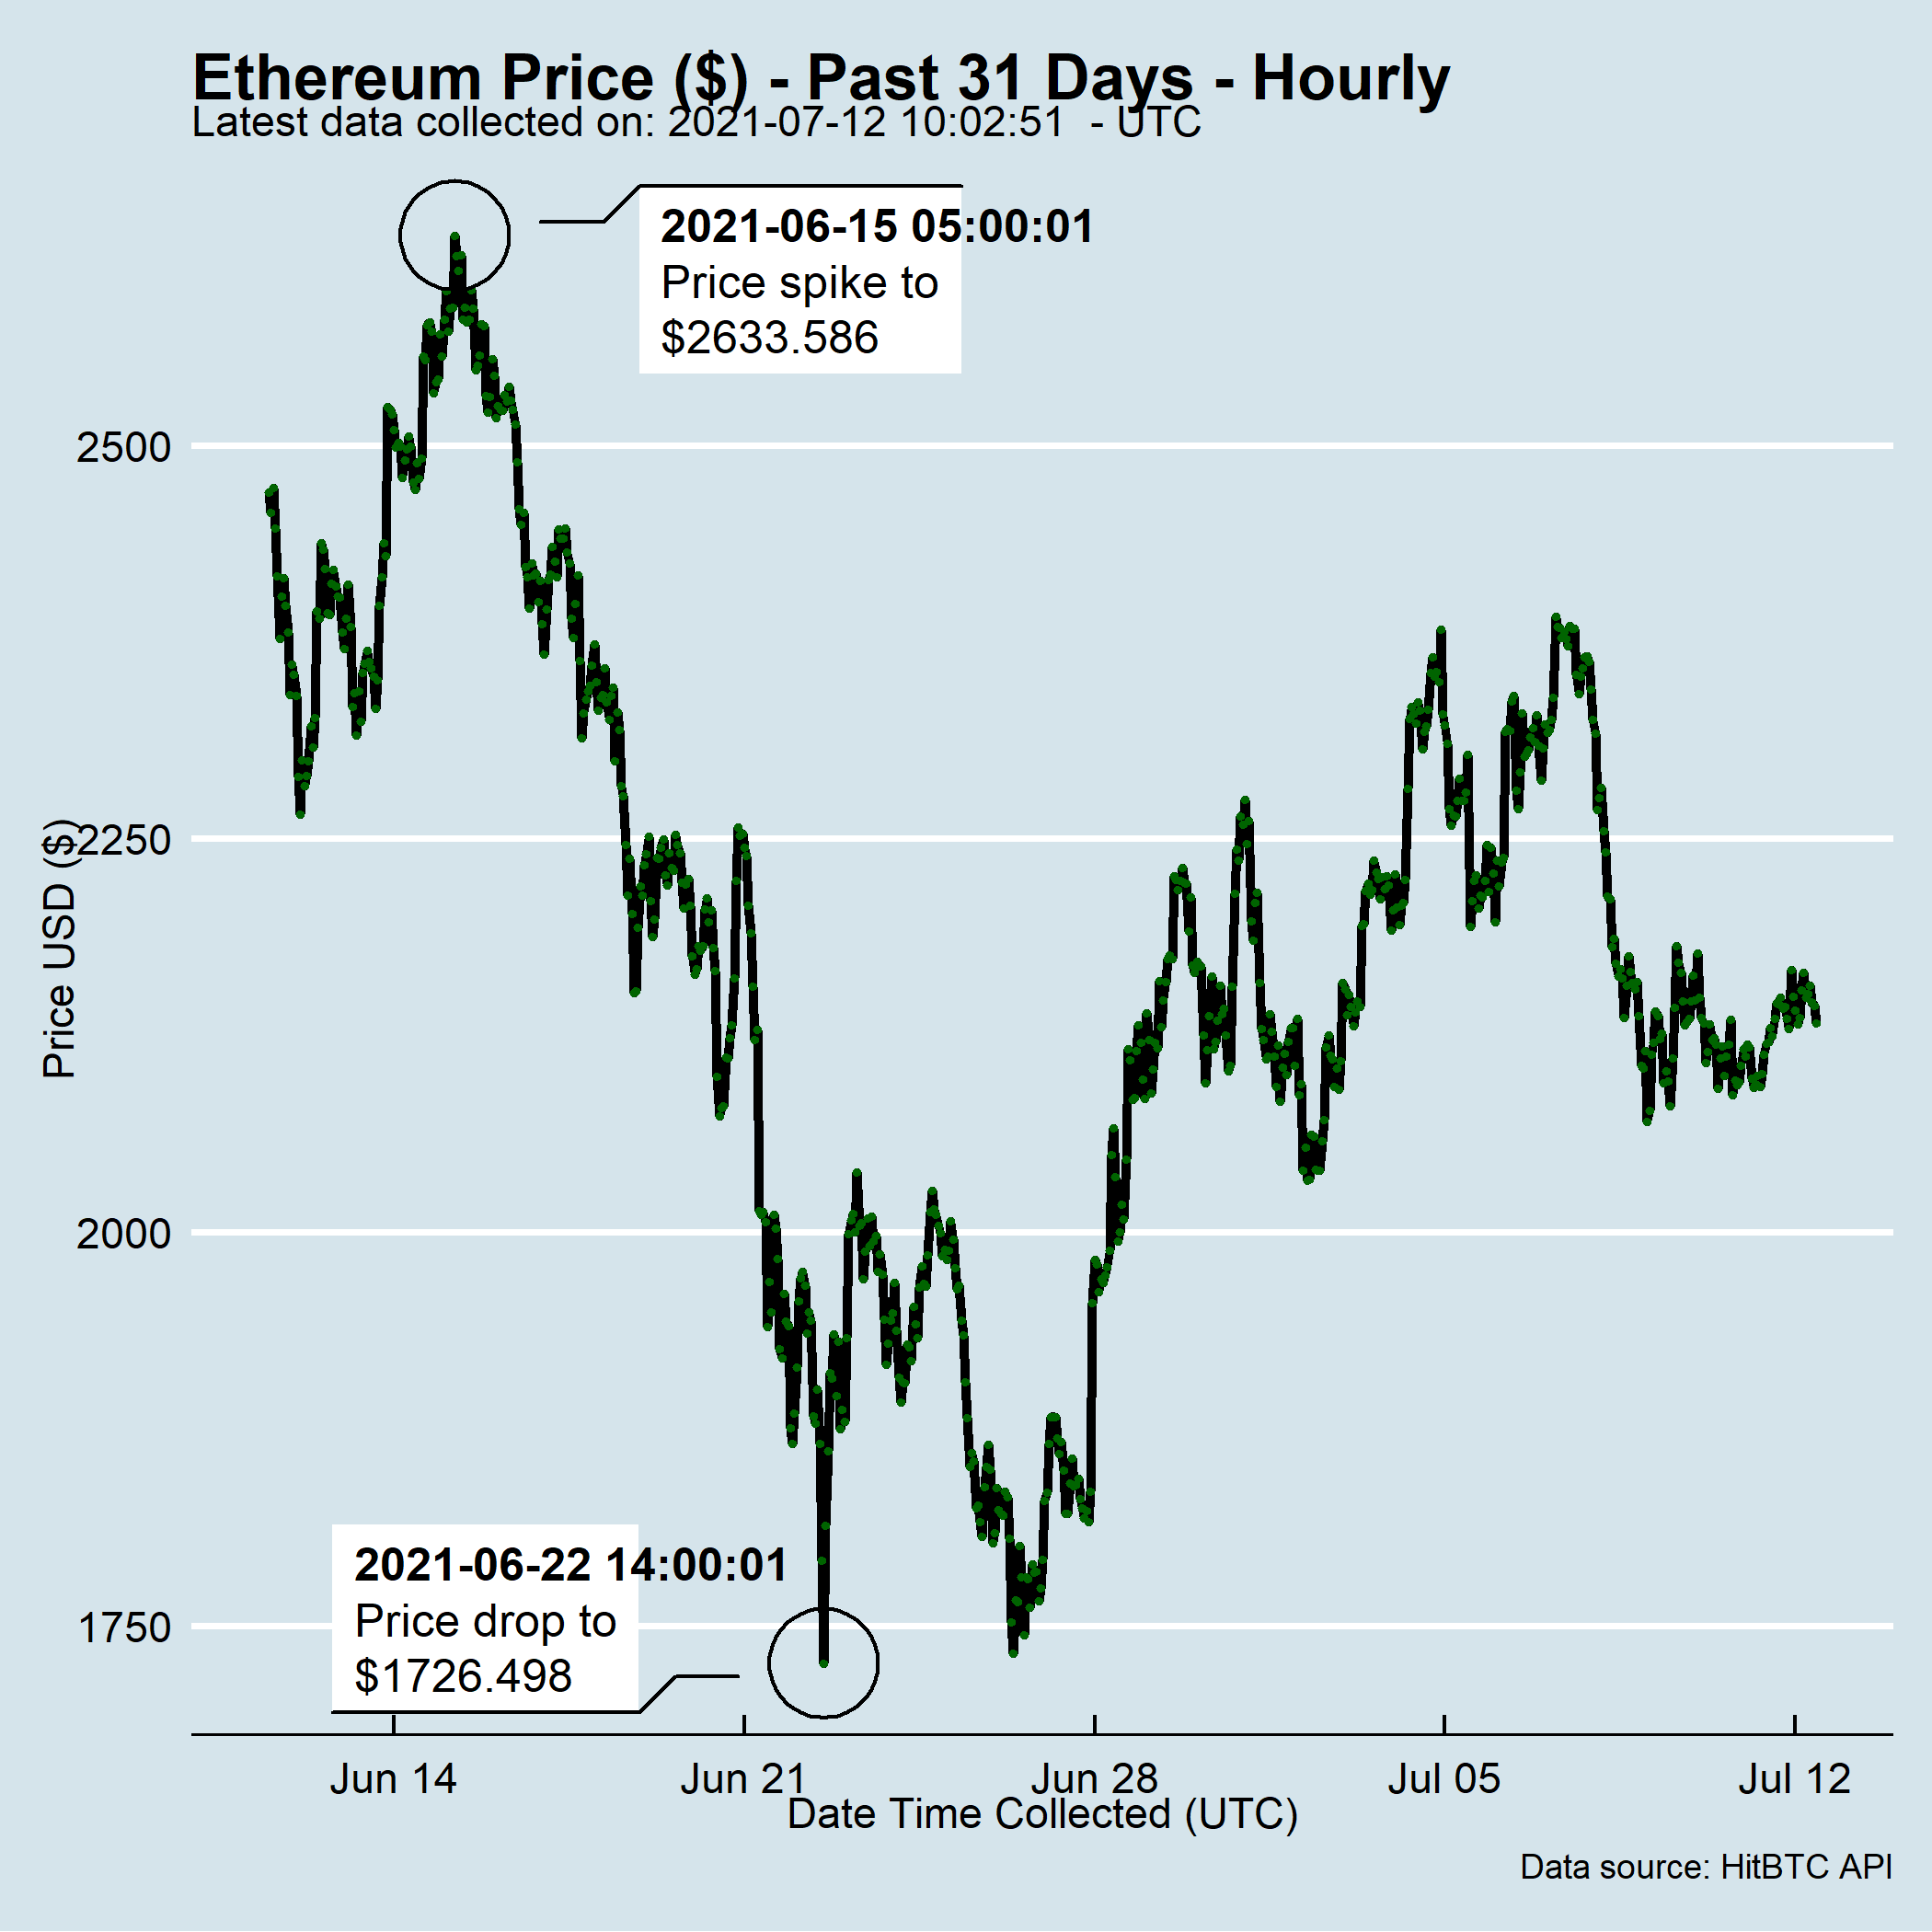 Ethereum Price ($) - Past 31 Days - Hourly
Latest data collected on: 2021-07-12 10:02:51  - UTC
2021-06-15 05:00:01
Price spike to
$2633.586
2500
2250
2000
1750
Price USD ($)
2021-06-22 14:00:01
Price drop to
$1726.498
Jun 14
Jun 21
Jun 28
Jul 05
Jul 12
Date Time Collected (UTC)
Data source: HitBTC API